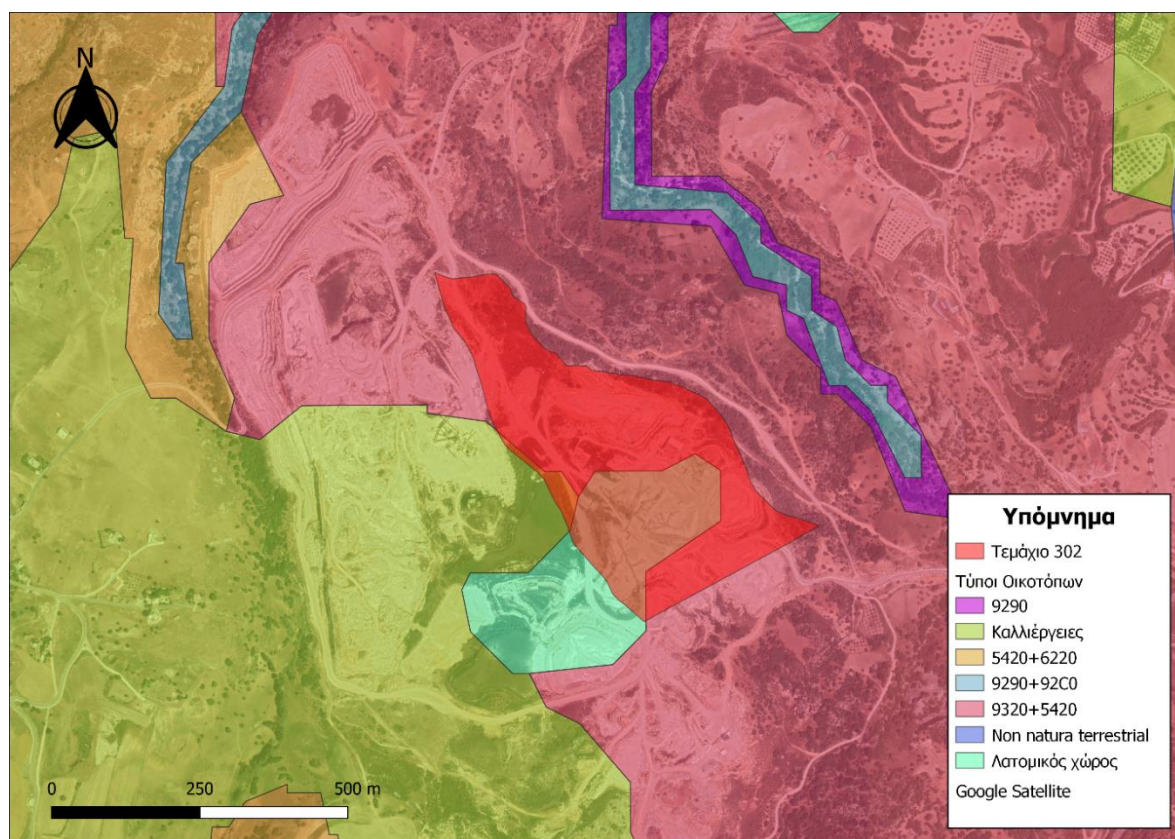 N
Υπόμνημα
Τεμάχιο 302
Τύποι Οικοτόπων
9290
Καλλιέργειες
5420+6220
9290+92C0
9320+5420
Non natura terrestrial
Λατομικός χώρος
Google Satellite
0 250 500 m